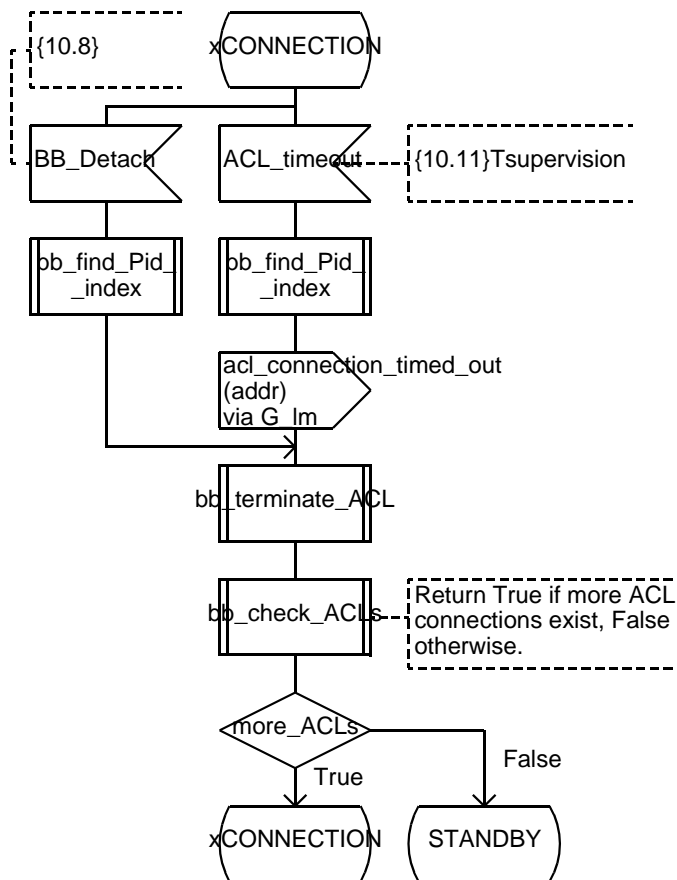 {10.8}
xCONNECTION
BB_Detach
ACL_timeout
{10.11}Tsupervision
bb_find_Pid_
_index
bb_find_Pid_
_index
acl_connection_timed_out
(addr)
via G_lm
bb_terminate_ACL
bb_check_ACLs
Return True if more ACL
connections exist, False
otherwise.
more_ACLs
True
False
xCONNECTION
STANDBY